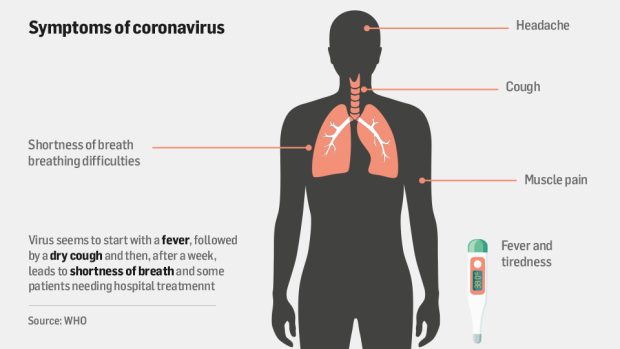 Symptoms of coronavirus
Headache
Cough
Shortness of breath
breathing difficulties
Muscle pain
Virus seems to start with a fever, followed
by a dry cough and then, after a week,
leads to shortness of breath and some
patients needing hospital treatmennt
Fever and
tiredness
Source: WHO